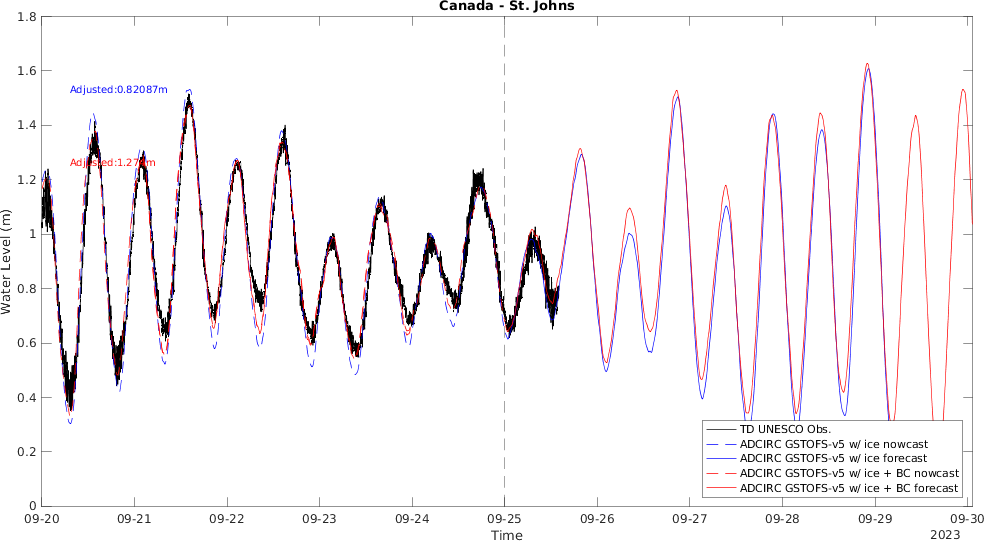 Canada - St. Johns
1.8
1.6
1.4
1.2
1
0.8
0.6
0.4
0.2
0
Water Level (m)
Adjusted:0.82087m
TD UNESCO Obs.
ADCIRC GSTOFS-v5 w/ ice nowcast
ADCIRC GSTOFS-v5 w/ ice forecast
ADCIRC GSTOFS-v5 w/ ice + BC nowcast
ADCIRC GSTOFS-v5 w/ ice + BC forecast
09-20 09-21 09-22 09-23 09-24 09-25 09-26 09-27 09-28 09-29 09-30
Time
2023